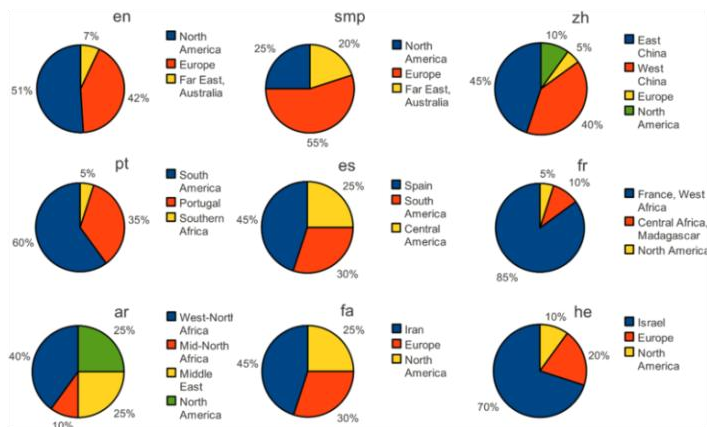 en
7%
51%
42%
North
America
Europe
Far East,
Australia
smp
25%
20%
55%
North
America
Europe
Far East,
Australia
zh
10%
5%
45%
40%
East
China
West
China
Europe
North
America
pt
5%
35%
60%
South
America
Portugal
Southern
Africa
es
25%
45%
30%
Spain
South
America
Central
America
fr
5%
10%
85%
France, West
Africa
Central Africa,
Madagascar
North America
ar
25%
40%
25%
10%
West-North
Africa
Mid-North
Africa
Middle
East
North
America
fa
25%
45%
30%
Iran
Europe
North
America
he
10%
20%
70%
Israel
Europe
North
America